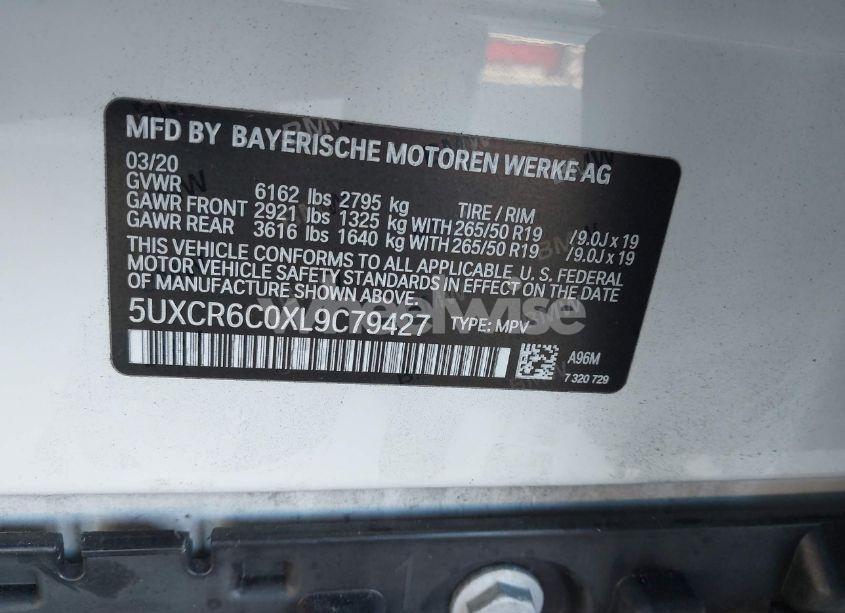 MFD BY BAYERISCHE MOTOREN WERKE AG
03/20
GVWR 6162 lbs 2795 kg TIRE / RIM
GAWR FRONT 2921 lbs 1325 kg WITH 265/50 R19 /9.0J x 19
GAWR REAR 3616 lbs 1640 kg WITH 265/50 R19 /9.0J x 19
THIS VEHICLE CONFORMS TO ALL APPLICABLE U. S. FEDERAL
MOTOR VEHICLE SAFETY STANDARDS IN EFFECT ON THE DATE
OF MANUFACTURE SHOWN ABOVE.
5UXCR6C0XL9C79427 TYPE: MPV
A96M
7 320 729